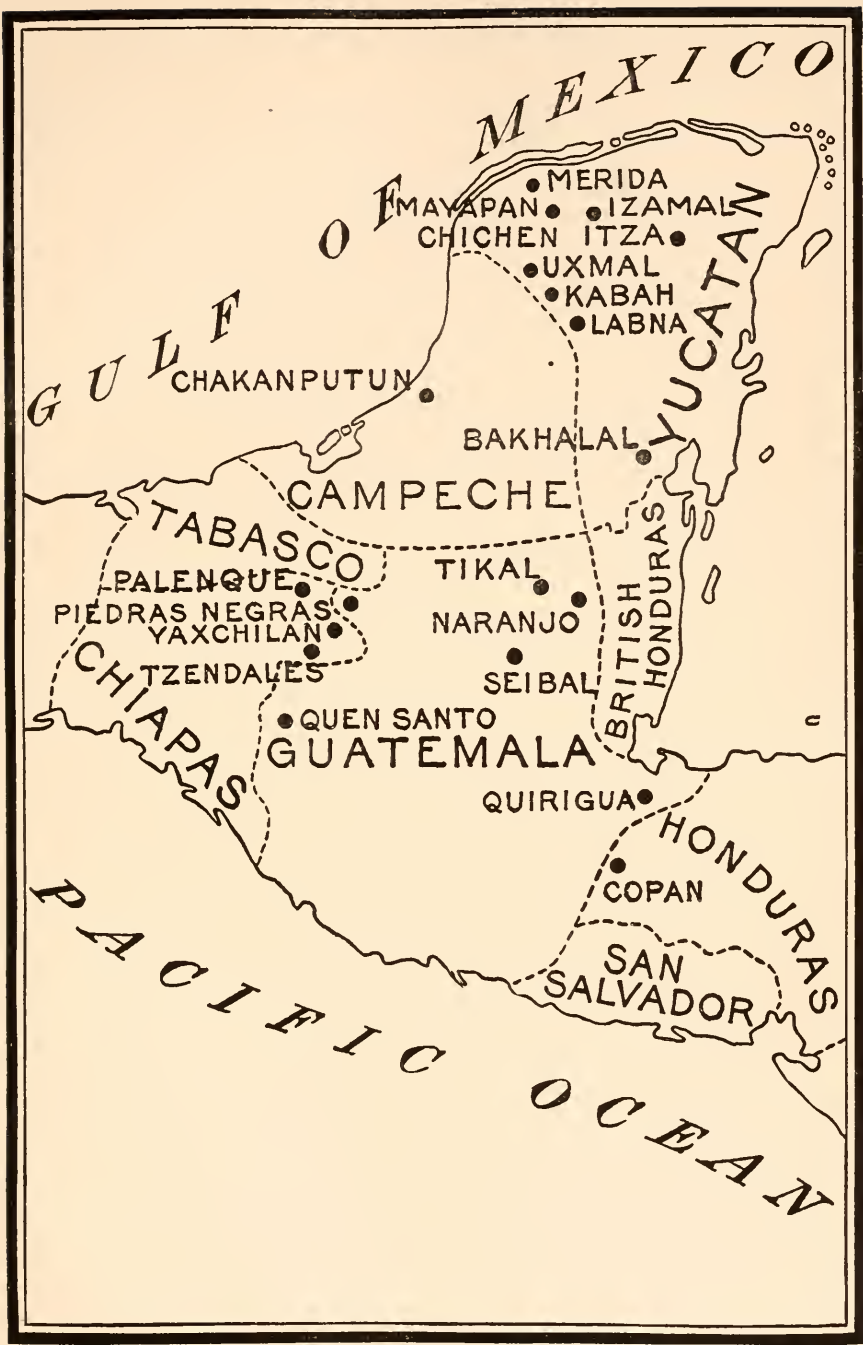 GULF OF MEXICO
MERIDA
MAYAPAN
IZAMAL
CHICHEN ITZA
UXMAL
KABAH
LABNA
YUCATAN
CHAKANPUTUN
BAKHALAL
CAMPECHE
TABASCO
PALENQUE
PIEDRAS NEGRAS
YAXCHILAN
TZENDALES
CHIAPAS
TIKAL
NARANJO
SEIBAL
BRITISH
HONDURAS
QUEN SANTO
GUATEMALA
QUIRIGUA
HONDURAS
COPAN
SAN
SALVADOR
PACIFIC OCEAN